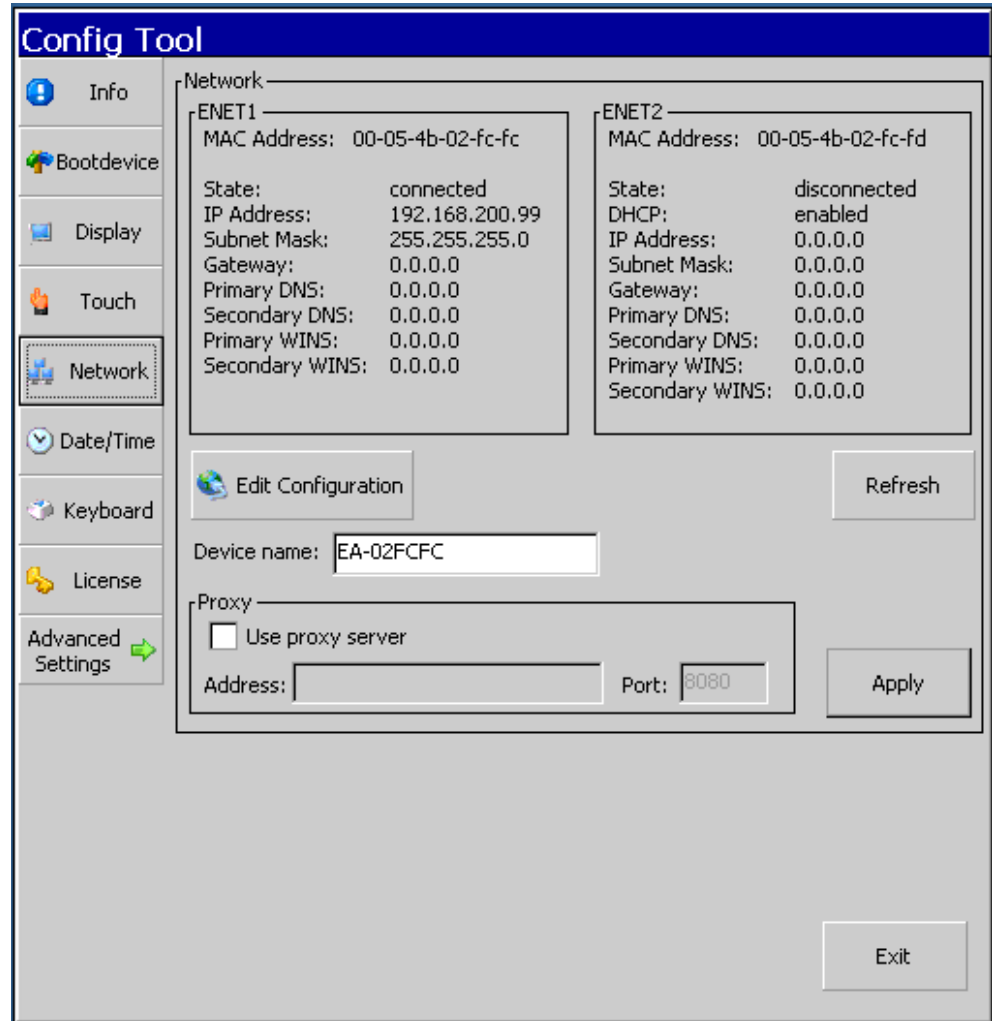 Config Tool
Info
Bootdevice
Display
Touch
Network
Date/Time
Keyboard
License
Advanced
Settings
Network
ENET1
MAC Address: 00-05-4b-02-fc-fc
State: connected
IP Address: 192.168.200.99
Subnet Mask: 255.255.255.0
Gateway: 0.0.0.0
Primary DNS: 0.0.0.0
Secondary DNS: 0.0.0.0
Primary WINS: 0.0.0.0
Secondary WINS: 0.0.0.0
ENET2
MAC Address: 00-05-4b-02-fc-fd
State: disconnected
DHCP: enabled
IP Address: 0.0.0.0
Subnet Mask: 0.0.0.0
Gateway: 0.0.0.0
Primary DNS: 0.0.0.0
Secondary DNS: 0.0.0.0
Primary WINS: 0.0.0.0
Secondary WINS: 0.0.0.0
Edit Configuration
Refresh
Device name: EA-02FCFC
Proxy
Use proxy server
Address: Port: 8080
Apply
Exit